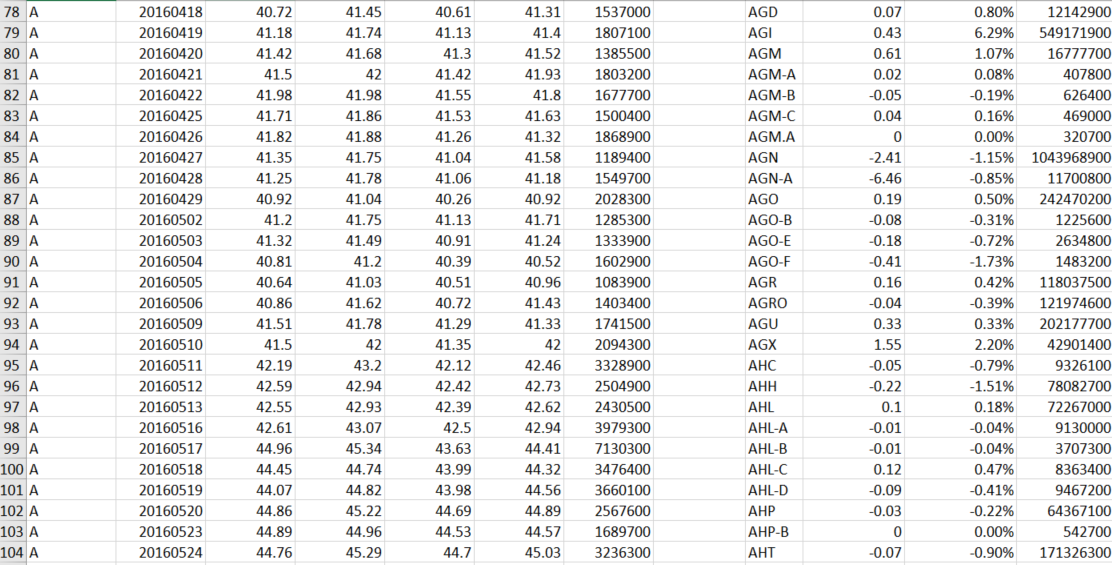 78 A 20160418 40.72 41.45 40.61 41.31 1537000 AGD 0.07 0.80% 12142900
79 A 20160419 41.18 41.74 41.13 41.4 1807100 AGI 0.43 6.29% 549171900
80 A 20160420 41.42 41.68 41.3 41.52 1385500 AGM 0.61 1.07% 16777700
81 A 20160421 41.5 42 41.42 41.93 1803200 AGM-A 0.02 0.08% 407800
82 A 20160422 41.98 41.98 41.55 41.8 1677700 AGM-B -0.05 -0.19% 626400
83 A 20160425 41.71 41.86 41.53 41.63 1500400 AGM-C 0.04 0.16% 469000
84 A 20160426 41.82 41.88 41.26 41.32 1868900 AGM.A 0 0.00% 320700
85 A 20160427 41.35 41.75 41.04 41.58 1189400 AGN -2.41 -1.15% 1043968900
86 A 20160428 41.25 41.78 41.06 41.18 1549700 AGN-A -6.46 -0.85% 11700800
87 A 20160429 40.92 41.04 40.26 40.92 2028300 AGO 0.19 0.50% 242470200
88 A 20160502 41.2 41.75 41.13 41.71 1285300 AGO-B -0.08 -0.31% 1225600
89 A 20160503 41.32 41.49 40.91 41.24 1333900 AGO-E -0.18 -0.72% 2634800
90 A 20160504 40.81 41.2 40.39 40.52 1602900 AGO-F -0.41 -1.73% 1483200
91 A 20160505 40.64 41.03 40.51 40.96 1083900 AGR 0.16 0.42% 118037500
92 A 20160506 40.86 41.62 40.72 41.43 1403400 AGRO -0.04 -0.39% 121974600
93 A 20160509 41.51 41.78 41.29 41.33 1741500 AGU 0.33 0.33% 202177700
94 A 20160510 41.5 42 41.35 42 2094300 AGX 1.55 2.20% 42901400
95 A 20160511 42.19 43.2 42.12 42.46 3328900 AHC -0.05 -0.79% 9326100
96 A 20160512 42.59 42.94 42.42 42.73 2504900 AHH -0.22 -1.51% 78082700
97 A 20160513 42.55 42.93 42.39 42.62 2430500 AHL 0.1 0.18% 72267000
98 A 20160516 42.61 43.07 42.5 42.94 3979300 AHL-A -0.01 -0.04% 9130000
99 A 20160517 44.96 45.34 43.63 44.41 7130300 AHL-B -0.01 -0.04% 3707300
100 A 20160518 44.45 44.74 43.99 44.32 3476400 AHL-C 0.12 0.47% 8363400
101 A 20160519 44.07 44.82 43.98 44.56 3660100 AHL-D -0.09 -0.41% 9467200
102 A 20160520 44.86 45.22 44.69 44.89 2567600 AHP -0.03 -0.22% 64367100
103 A 20160523 44.89 44.96 44.53 44.57 1689700 AHP-B 0 0.00% 542700
104 A 20160524 44.76 45.29 44.7 45.03 3236300 AHT -0.07 -0.90% 171326300